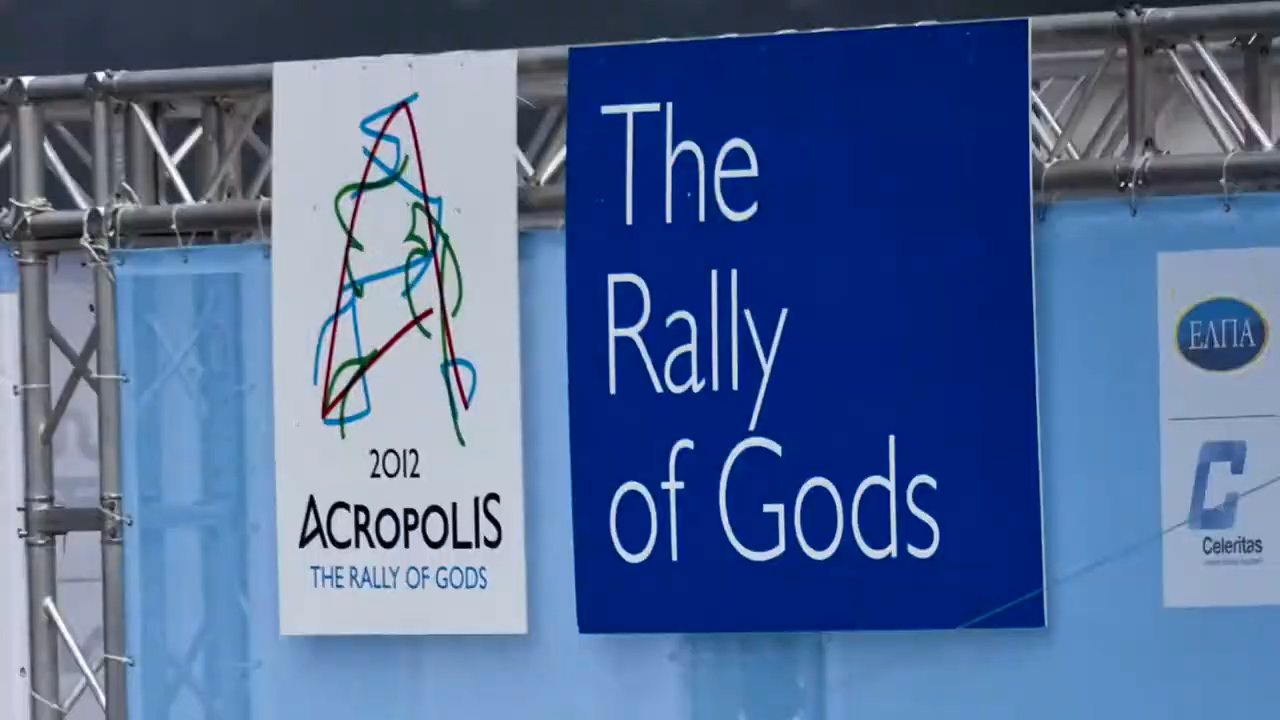 2012
ACROPOLIS
THE RALLY OF GODS
The
Rally
of Gods
ΕΛΠΑ
Celeritas